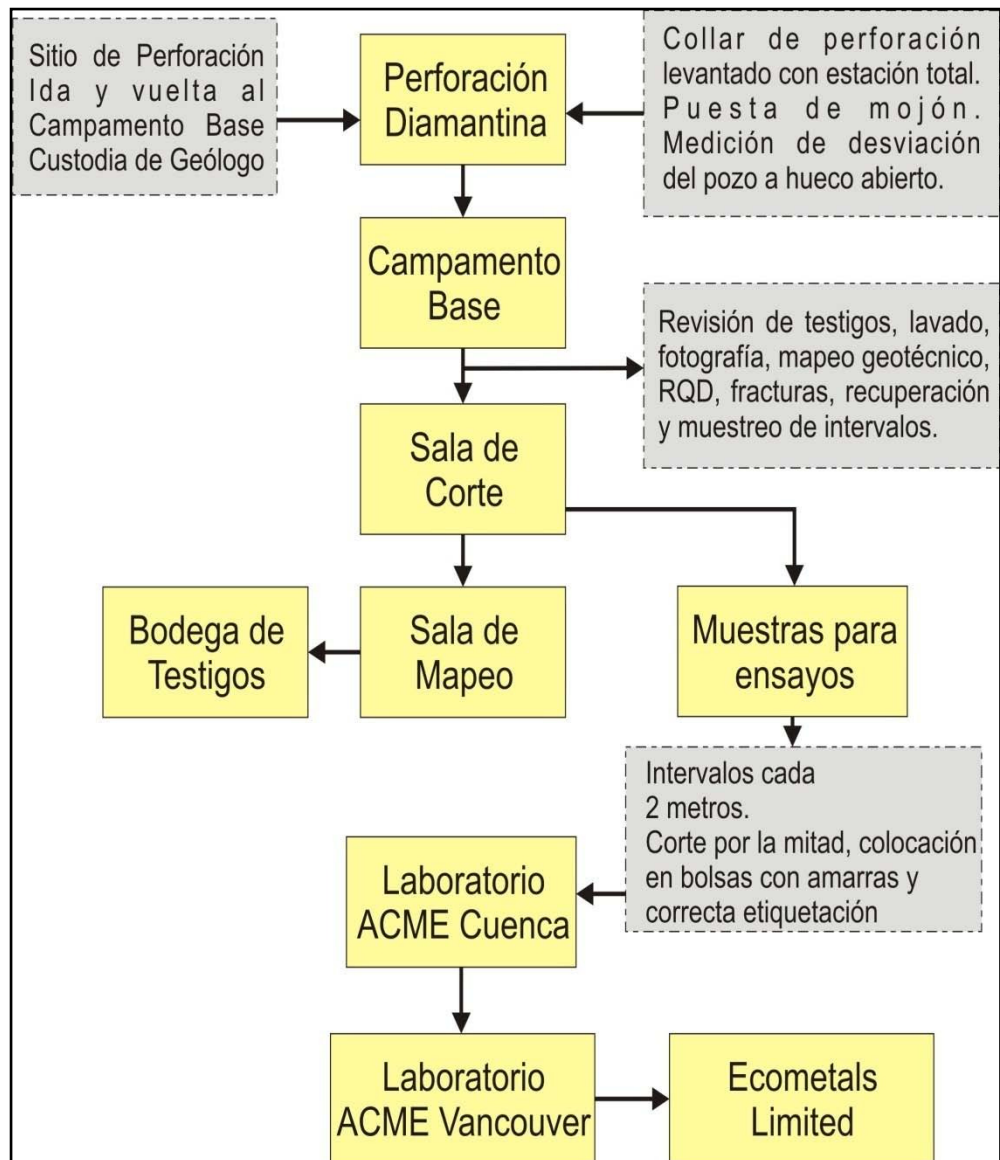 Sitio de Perforación
Ida y vuelta al
Campamento Base
Custodia de Geólogo
Perforación
Diamantina
Collar de perforación
levantado con estación total.
Puesta de mojón.
Medición de desviación
del pozo a hueco abierto.
Campamento
Base
Revisión de testigos, lavado,
fotografía, mapeo geotécnico,
RQD, fracturas, recuperación
y muestreo de intervalos.
Sala de
Corte
Bodega de
Testigos
Sala de
Mapeo
Muestras para
ensayos
Intervalos cada
2 metros.
Corte por la mitad, colocación
en bolsas con amarras y
correcta etiquetación
Laboratorio
ACME Cuenca
Laboratorio
ACME Vancouver
Ecometals
Limited